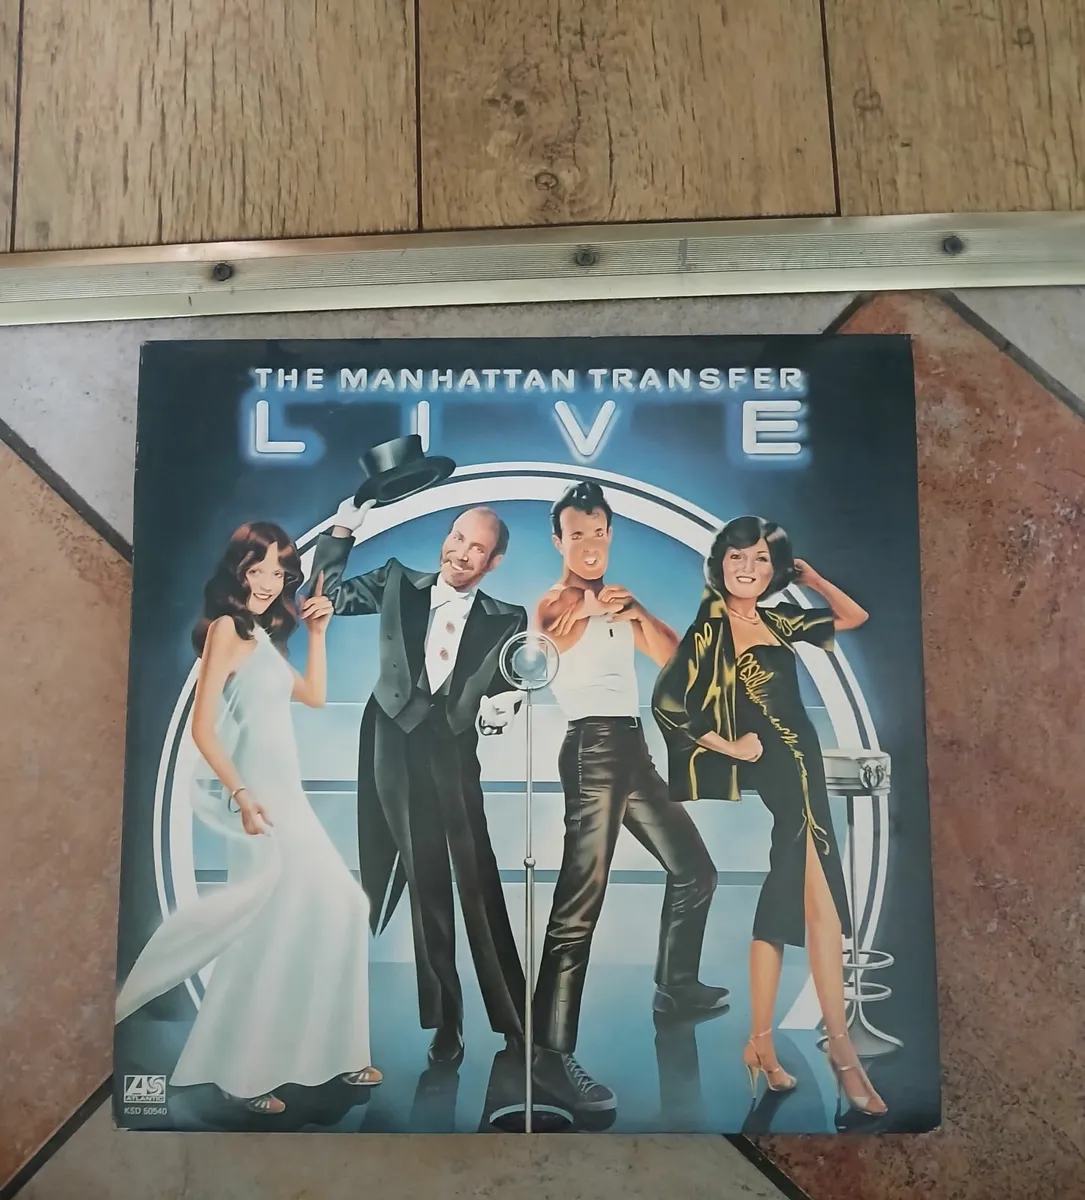 THE MANHATTAN TRANSFER
LIVE
ATLANTIC
KSD 50540